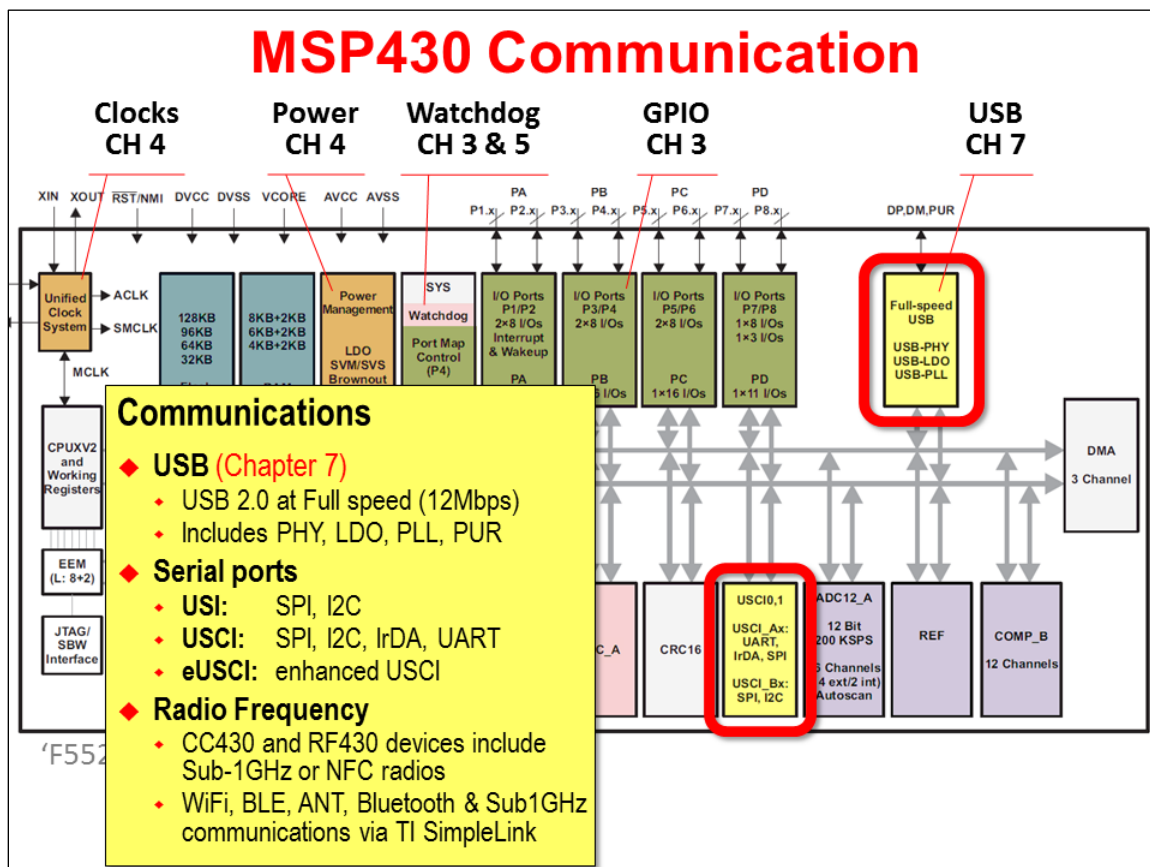 MSP430 Communication
Clocks
CH 4
Power
CH 4
Watchdog
CH 3 & 5
GPIO
CH 3
USB
CH 7
XIN
XOUT
RST/NMI
DVCC
DVSS
VCORE
AVCC
AVSS
PA
P1.x
P2.x
PB
P3.x
P4.x
PC
P5.x
P6.x
PD
P7.x
P8.x
DP,DM,PUR
Unified
Clock
System
ACLK
SMCLK
MCLK
128KB
96KB
64KB
32KB
8KB+2KB
6KB+2KB
4KB+2KB
Power
Management
LDO
SVM/SVS
Brownout
SYS
Watchdog
Port Map
Control
(P4)
I/O Ports
P1/P2
2×8 I/Os
Interrupt
& Wakeup
PA
I/O Ports
P3/P4
2×8 I/Os
PB
I/Os
I/O Ports
P5/P6
2×8 I/Os
PC
1×16 I/Os
I/O Ports
P7/P8
1×8 I/Os
1×3 I/Os
PD
1×11 I/Os
Full-speed
USB
USB-PHY
USB-LDO
USB-PLL
CPUXV2
and
Working
Registers
EEM
(L: 8+2)
JTAG/
SBW
Interface
DMA
3 Channel
Communications
USB (Chapter 7)
USB 2.0 at Full speed (12Mbps)
Includes PHY, LDO, PLL, PUR
Serial ports
USI: SPI, I2C
USCI: SPI, I2C, IrDA, UART
eUSCI: enhanced USCI
Radio Frequency
CC430 and RF430 devices include
Sub-1GHz or NFC radios
WiFi, BLE, ANT, Bluetooth & Sub1GHz
communications via TI SimpleLink
C_A
CRC16
USCI0,1
USCI_Ax:
UART,
IrDA, SPI
USCI_Bx:
SPI, I2C
ADC12_A
12 Bit
200 KSPS
Channels
4 ext/2 int)
Autoscan
REF
COMP_B
12 Channels
'F552